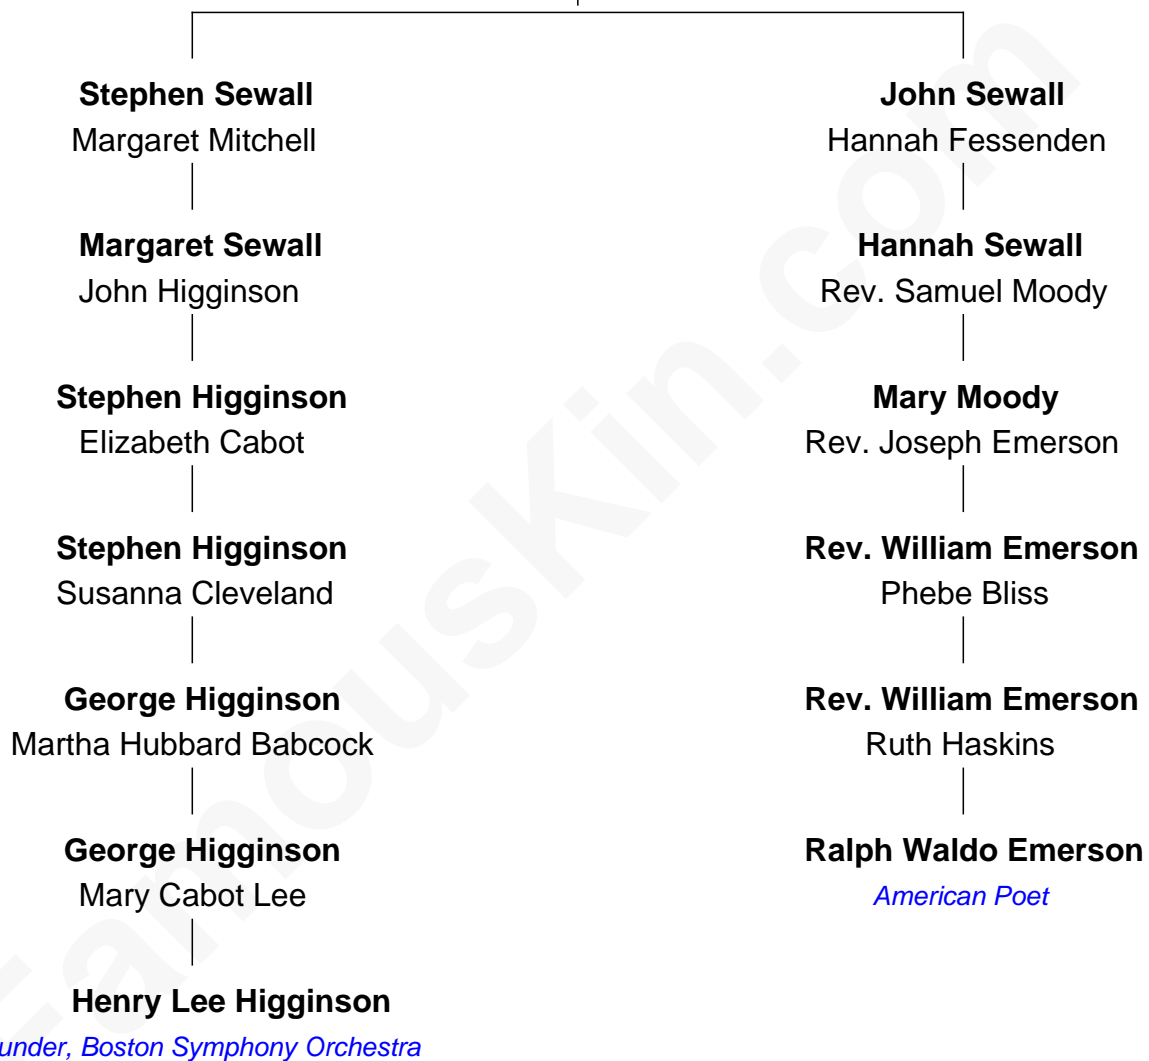 Stephen Sewall
Margaret Mitchell
Margaret Sewall
John Higginson
Stephen Higginson
Elizabeth Cabot
Stephen Higginson
Susanna Cleveland
George Higginson
Martha Hubbard Babcock
George Higginson
Mary Cabot Lee
Henry Lee Higginson
under, Boston Symphony Orchestra
John Sewall
Hannah Fessenden
Hannah Sewall
Rev. Samuel Moody
Mary Moody
Rev. Joseph Emerson
Rev. William Emerson
Phebe Bliss
Rev. William Emerson
Ruth Haskins
Ralph Waldo Emerson
American Poet
FamousKin.com